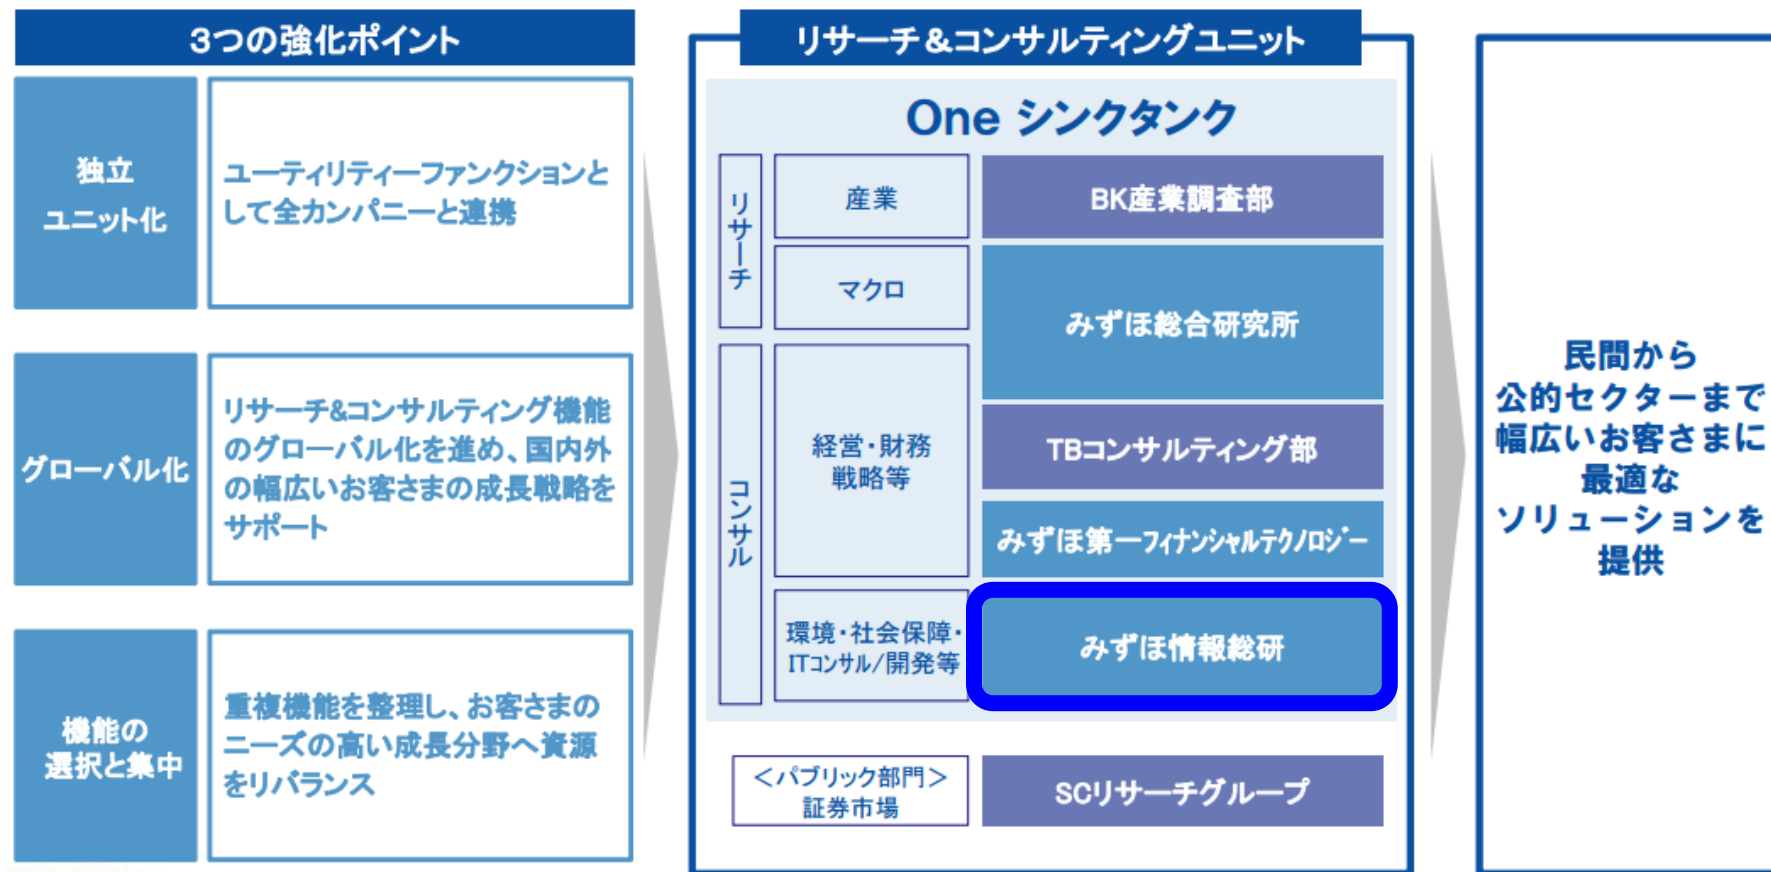 3つの強化ポイント
独立
ユニット化
ユーティリティーファンクションと
して全カンパニーと連携
グローバル化
リサーチ&コンサルティング機能
のグローバル化を進め、国内外
の幅広いお客さまの成長戦略を
サポート
機能の
選択と集中
重複機能を整理し、お客さまの
ニーズの高い成長分野へ資源
をリバランス
リサーチ&コンサルティングユニット
One シンクタンク
リサーチ
産業
BK産業調査部
マクロ
みずほ総合研究所
コンサル
経営・財務
戦略等
TBコンサルティング部
みずほ第一フィナンシャルテクノロジー
環境・社会保障・
ITコンサル/開発等
みずほ情報総研
<パブリック部門>
証券市場
SCリサーチグループ
民間から
公的セクターまで
幅広いお客さまに
最適な
ソリューションを
提供